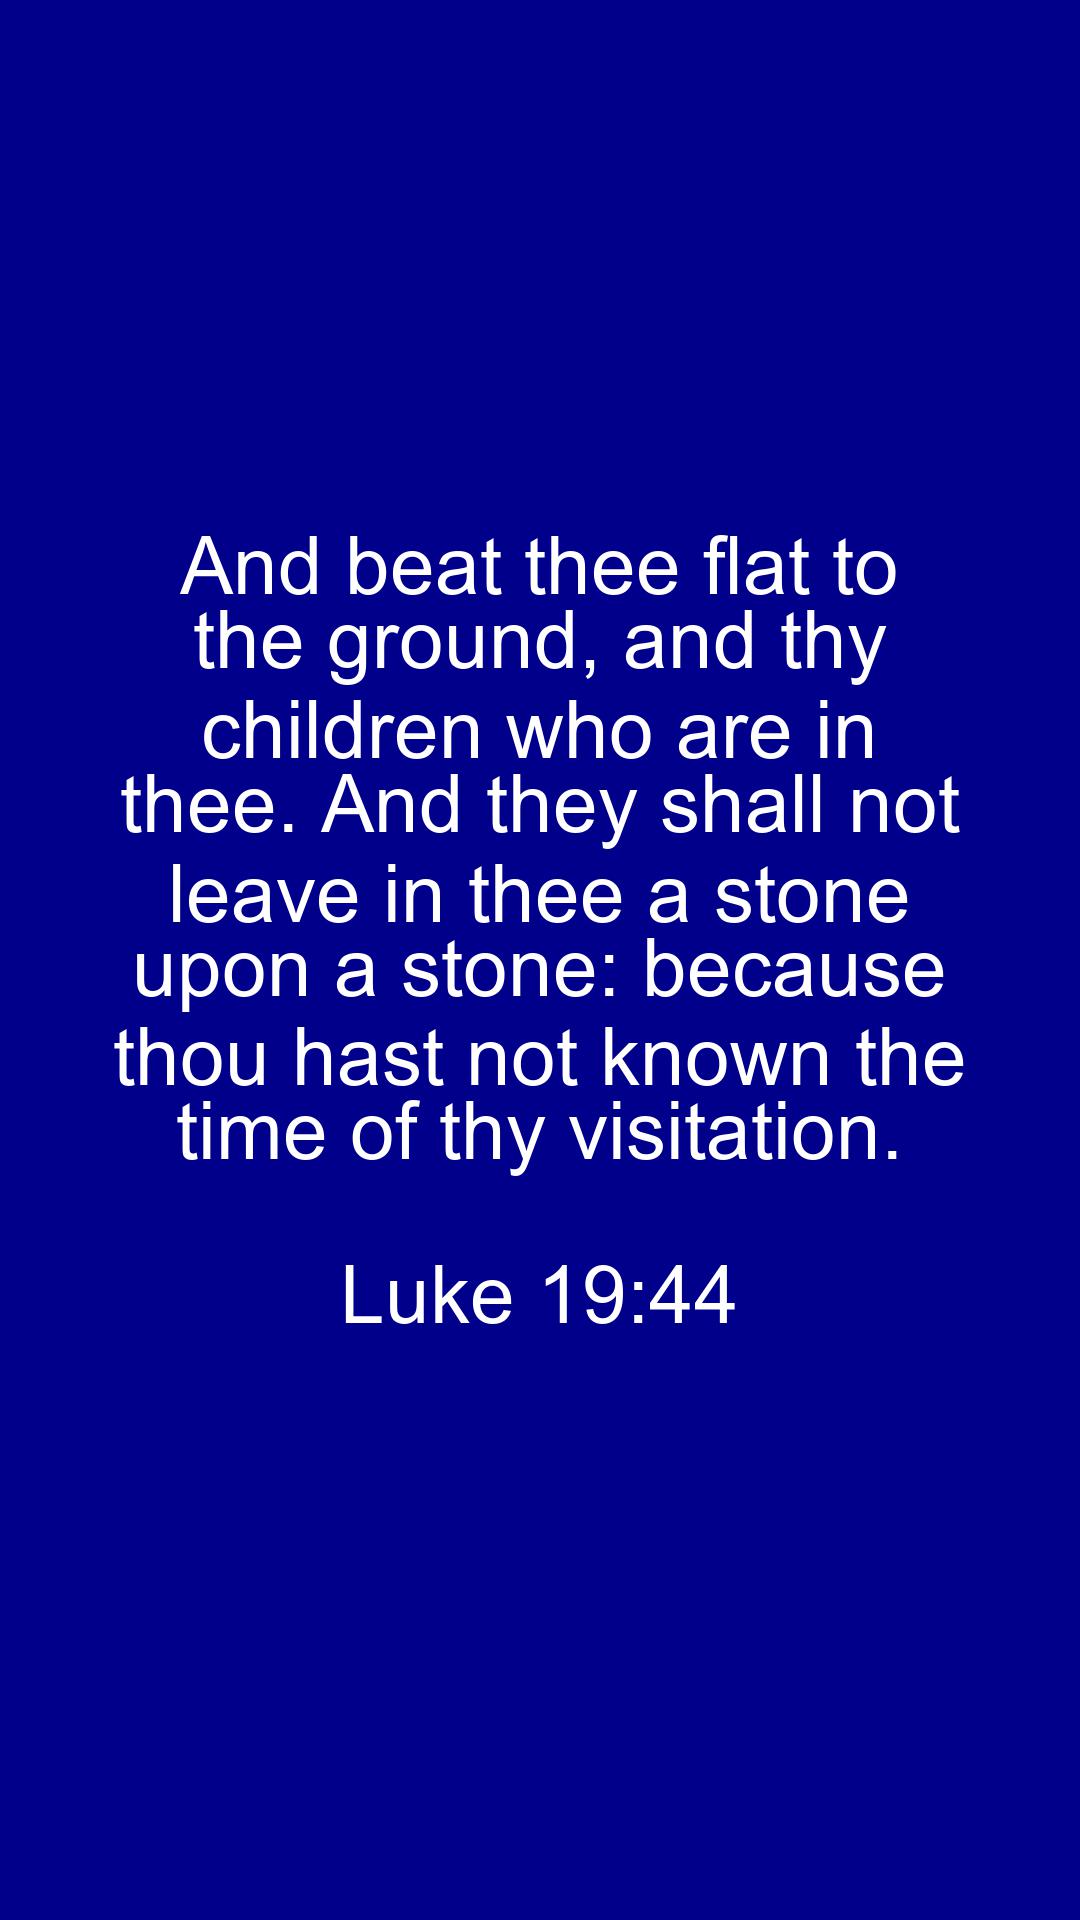 And beat thee flat to
the ground, and thy
children who are in
thee. And they shall not
leave in thee a stone
upon a stone: because
thou hast not known the
time of thy visitation.
Luke 19:44